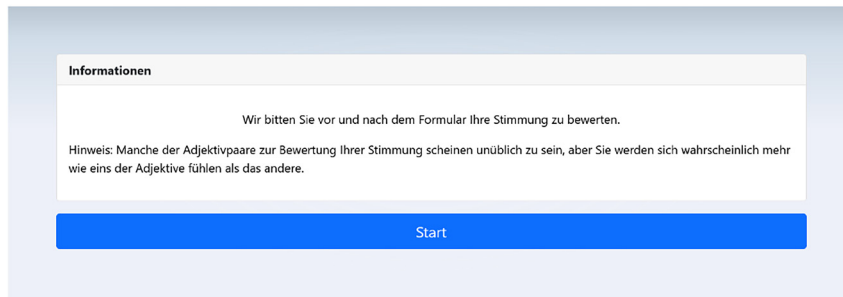 Informationen
Wir bitten Sie vor und nach dem Formular Ihre Stimmung zu bewerten.
Hinweis: Manche der Adjektivpaare zur Bewertung Ihrer Stimmung scheinen unüblich zu sein, aber Sie werden sich wahrscheinlich mehr
wie eins der Adjektive fühlen als das andere.
Start